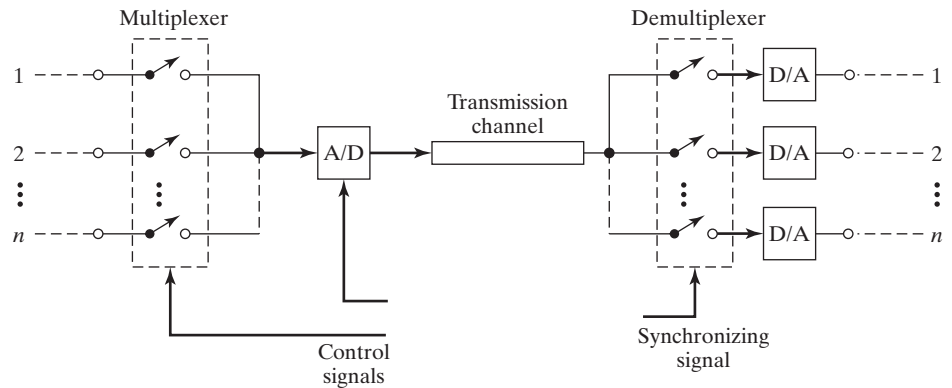 Multiplexer
Demultiplexer
1
D/A
1
Transmission
channel
2
A/D
D/A
2
n
D/A
n
Control
signals
Synchronizing
signal